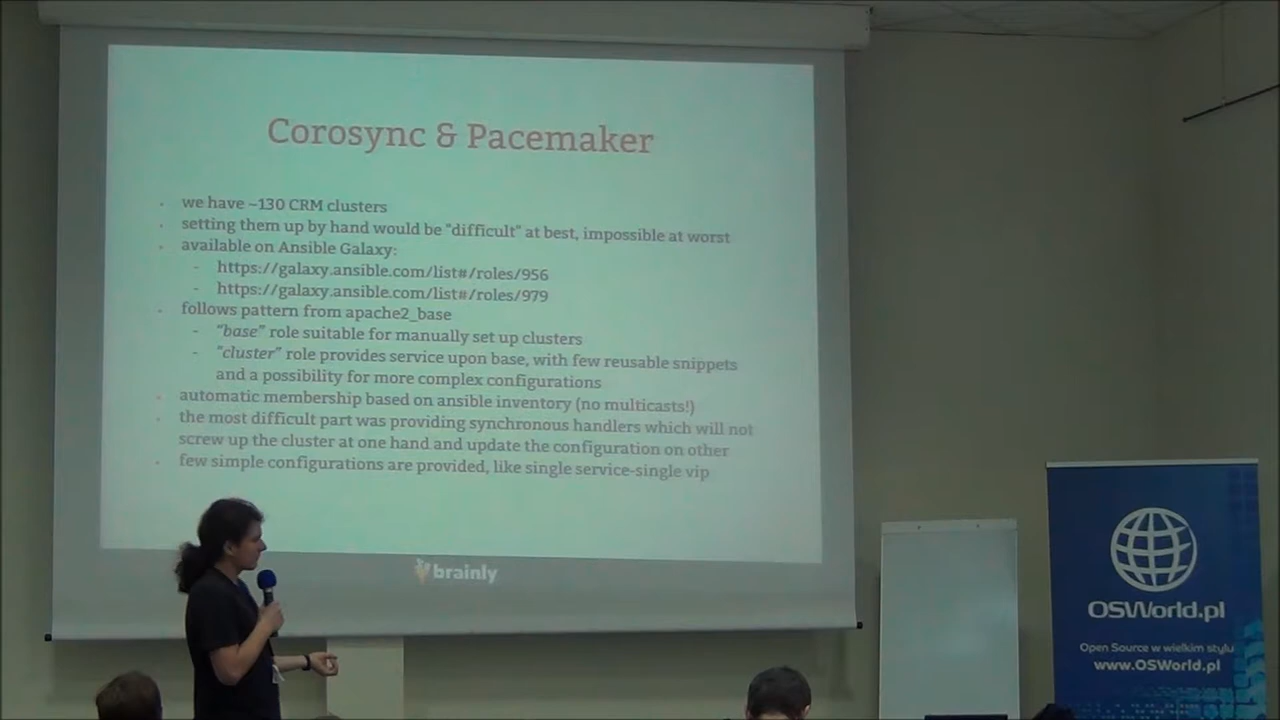 Corosync & Pacemaker
we have ~130 CRM clusters
setting them up by hand would be "difficult" at best, impossible at worst
available on Ansible Galaxy:
https://galaxy.ansible.com/list#/roles/956
https://galaxy.ansible.com/list#/roles/979
follows pattern from apache2_base
"base" role suitable for manually set up clusters
"cluster" role provides service upon base, with few reusable snippets
and a possibility for more complex configurations
automatic membership based on ansible inventory (no multicasts!)
the most difficult part was providing synchronous handlers which will not
screw up the cluster at one hand and update the configuration on other
few simple configurations are provided, like single service-single vip
brainly
OSWorld.pl
Open Source w wielkim stylu
www.OSWorld.pl